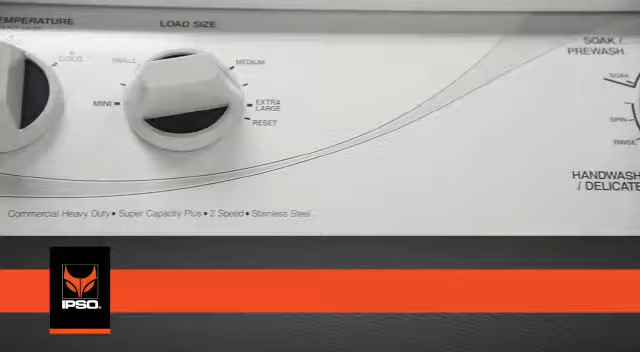 TEMPERATURE
LOAD SIZE
COLD
SMALL
MEDIUM
MINI
EXTRA
LARGE
RESET
SOAK /
PREWASH
SOAK
SPIN
RINSE
HANDWASH
/ DELICATE
Commercial Heavy Duty • Super Capacity Plus • 2 Speed • Stainless Steel
IPSO